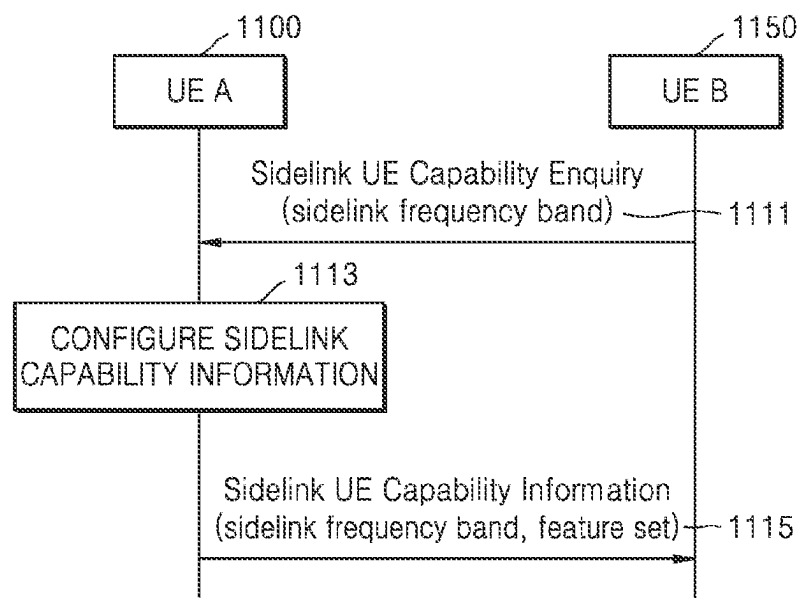 1100
1150
UE A
UE B
Sidelink UE Capability Enquiry
(sidelink frequency band)
1111
1113
CONFIGURE SIDELINK
CAPABILITY INFORMATION
Sidelink UE Capability Information
(sidelink frequency band, feature set)
1115